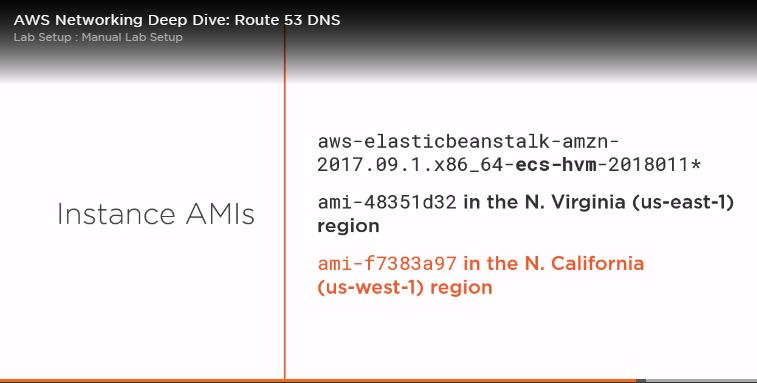 AWS Networking Deep Dive: Route 53 DNS
Lab Setup : Manual Lab Setup
Instance AMIs
aws-elasticbeanstalk-amzn-
2017.09.1.x86_64-ecs-hvm-2018011*
ami-48351d32 in the N. Virginia (us-east-1)
region
ami-f7383a97 in the N. California
(us-west-1) region